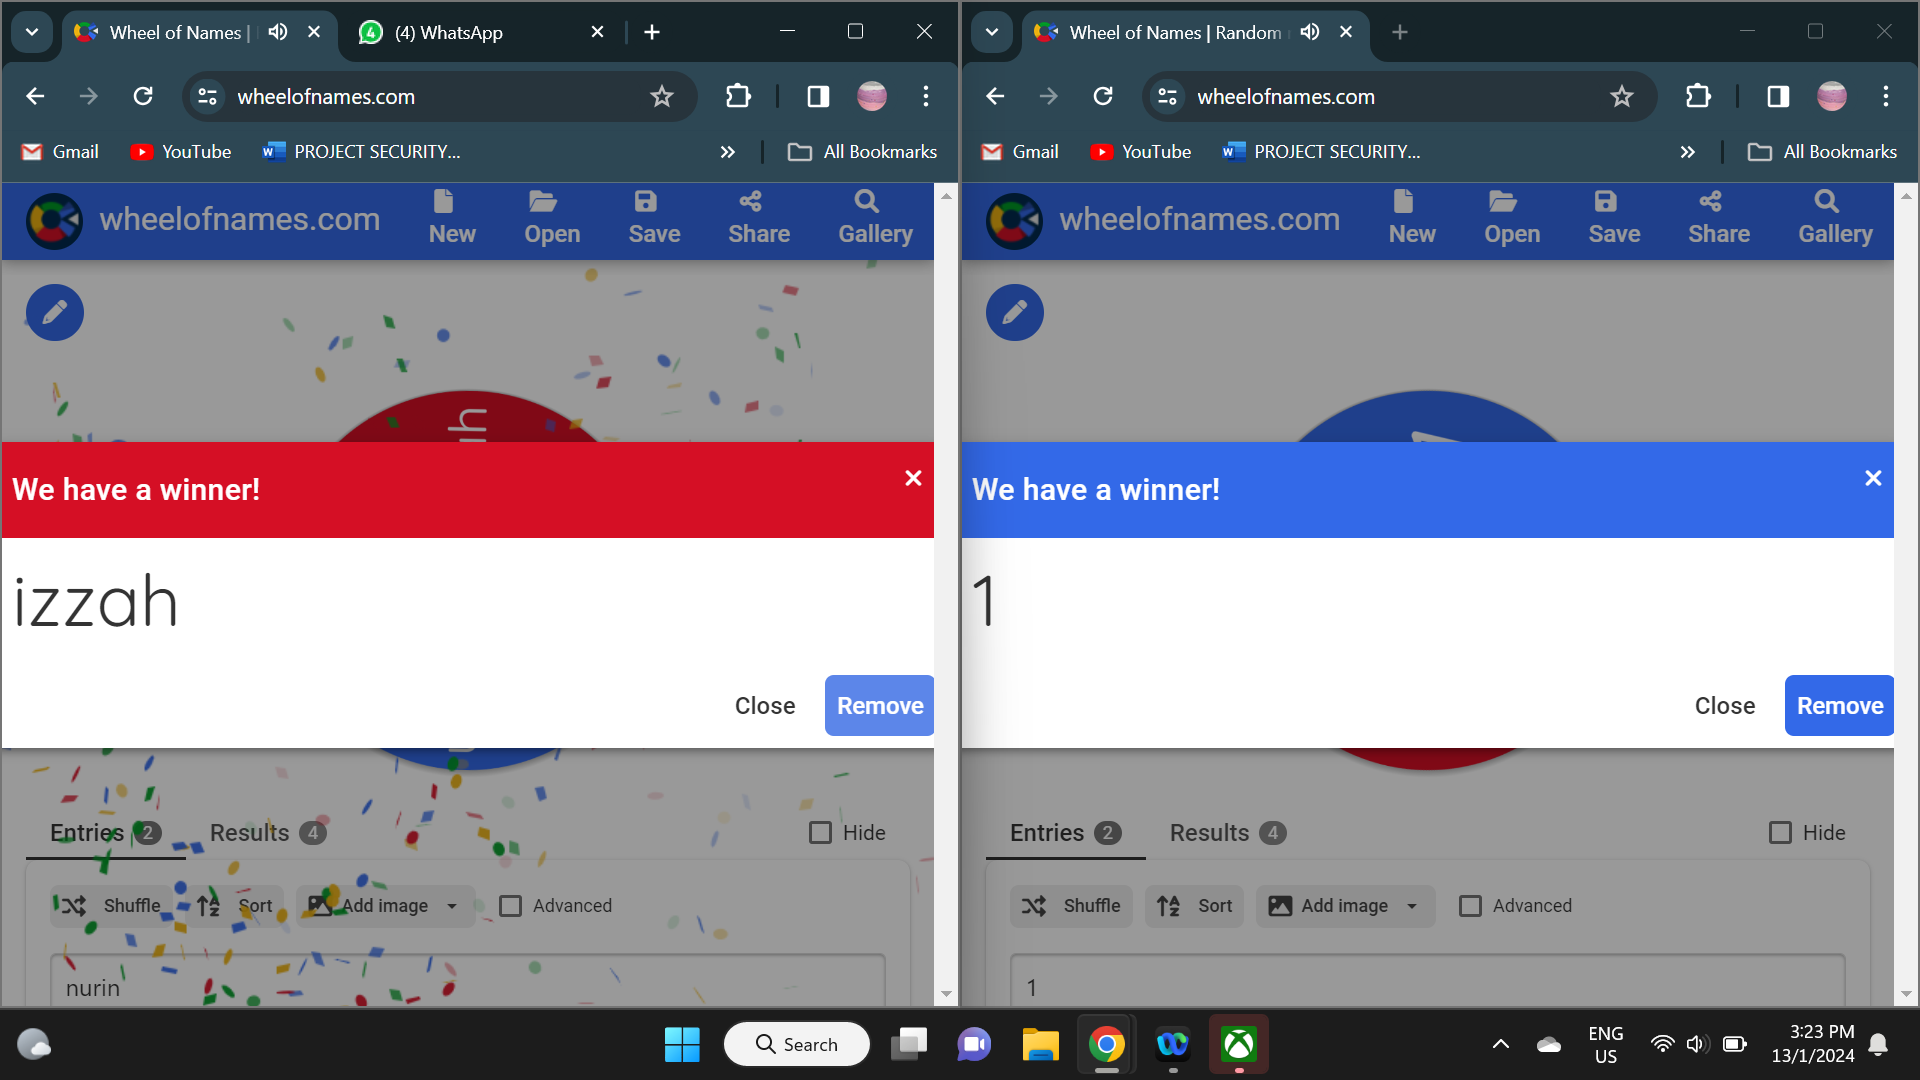 Wheel of Names |
(4) WhatsApp
wheelofnames.com
Gmail
YouTube
PROJECT SECURITY...
All Bookmarks
wheelofnames.com
New
Open
Save
Share
Gallery
We have a winner!
izzah
Close
Remove
Entries 2
Results 4
Hide
Shuffle
Sort
Add image
Advanced
nurin
Wheel of Names | Random
wheelofnames.com
Gmail
YouTube
PROJECT SECURITY...
All Bookmarks
wheelofnames.com
New
Open
Save
Share
Gallery
We have a winner!
1
Close
Remove
Entries 2
Results 4
Hide
Shuffle
Sort
Add image
Advanced
1
Search
ENG
US
3:23 PM
13/1/2024